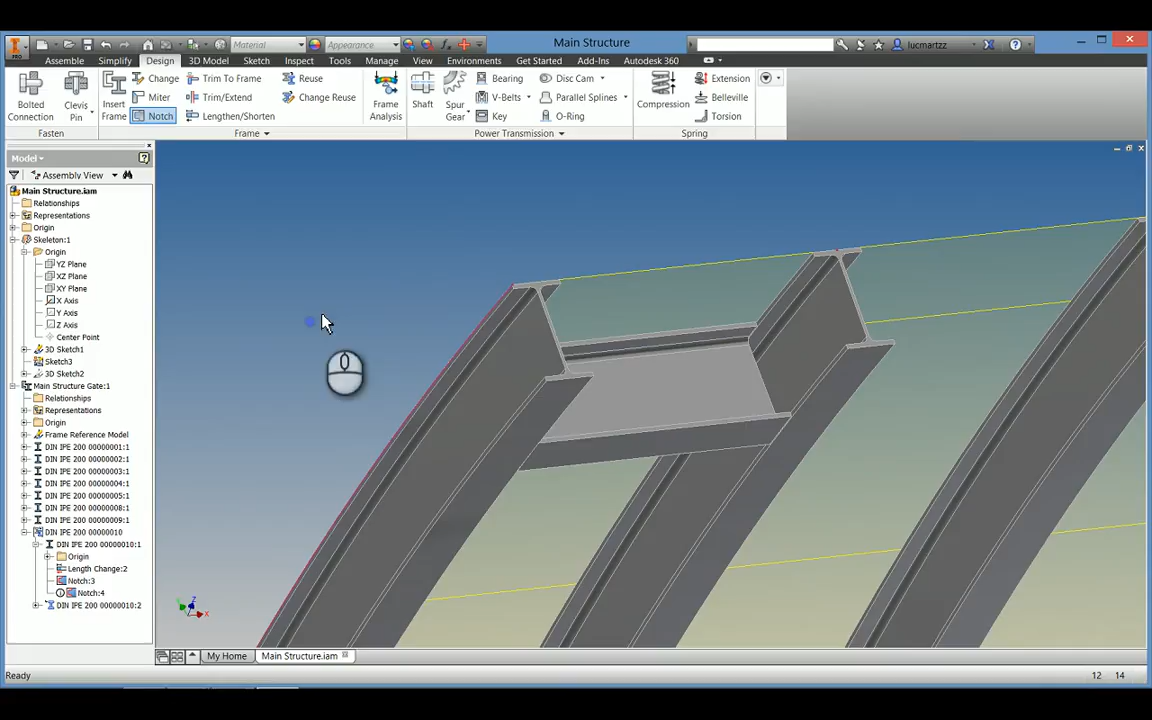 PRO
Material
Appearance
Main Structure
lucmartzz
Assemble Simplify Design 3D Model Sketch Inspect Tools Manage View Environments Get Started Add-Ins Autodesk 360
Bolted Connection
Clevis Pin
Insert Frame
Change
Miter
Notch
Trim To Frame
Trim/Extend
Lengthen/Shorten
Reuse
Change Reuse
Frame Analysis
Shaft
Spur Gear
Bearing
V-Belts
Key
Disc Cam
Parallel Splines
O-Ring
Compression
Extension
Belleville
Torsion
Fasten
Frame
Power Transmission
Spring
Model
Assembly View
Main Structure.iam
Relationships
Representations
Origin
Skeleton:1
Origin
YZ Plane
XZ Plane
XY Plane
X Axis
Y Axis
Z Axis
Center Point
3D Sketch1
Sketch3
3D Sketch2
Main Structure Gate:1
Relationships
Representations
Origin
Frame Reference Model
DIN IPE 200 00000001:1
DIN IPE 200 00000002:1
DIN IPE 200 00000003:1
DIN IPE 200 00000004:1
DIN IPE 200 00000005:1
DIN IPE 200 00000008:1
DIN IPE 200 00000009:1
DIN IPE 200 00000010
DIN IPE 200 00000010:1
Origin
Length Change:2
Notch:3
Notch:4
DIN IPE 200 00000010:2
My Home
Main Structure.iam
Ready
12 14